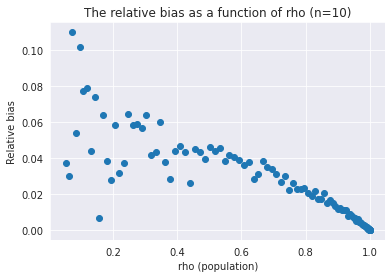 The relative bias as a function of rho (n=10)
0.10
0.08
0.06
0.04
0.02
0.00
Relative bias
0.2 0.4 0.6 0.8 1.0
rho (population)